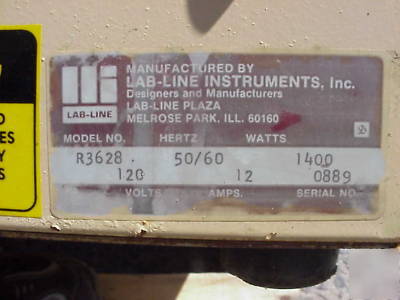 MANUFACTURED BY
LAB-LINE INSTRUMENTS, Inc.
Designers and Manufacturers
LAB-LINE PLAZA
MELROSE PARK, ILL. 60160
LAB-LINE
MODEL NO. HERTZ WATTS
R3628 . 50/60 1400
120 12 0889
VOLTS AMPS. SERIAL NO.